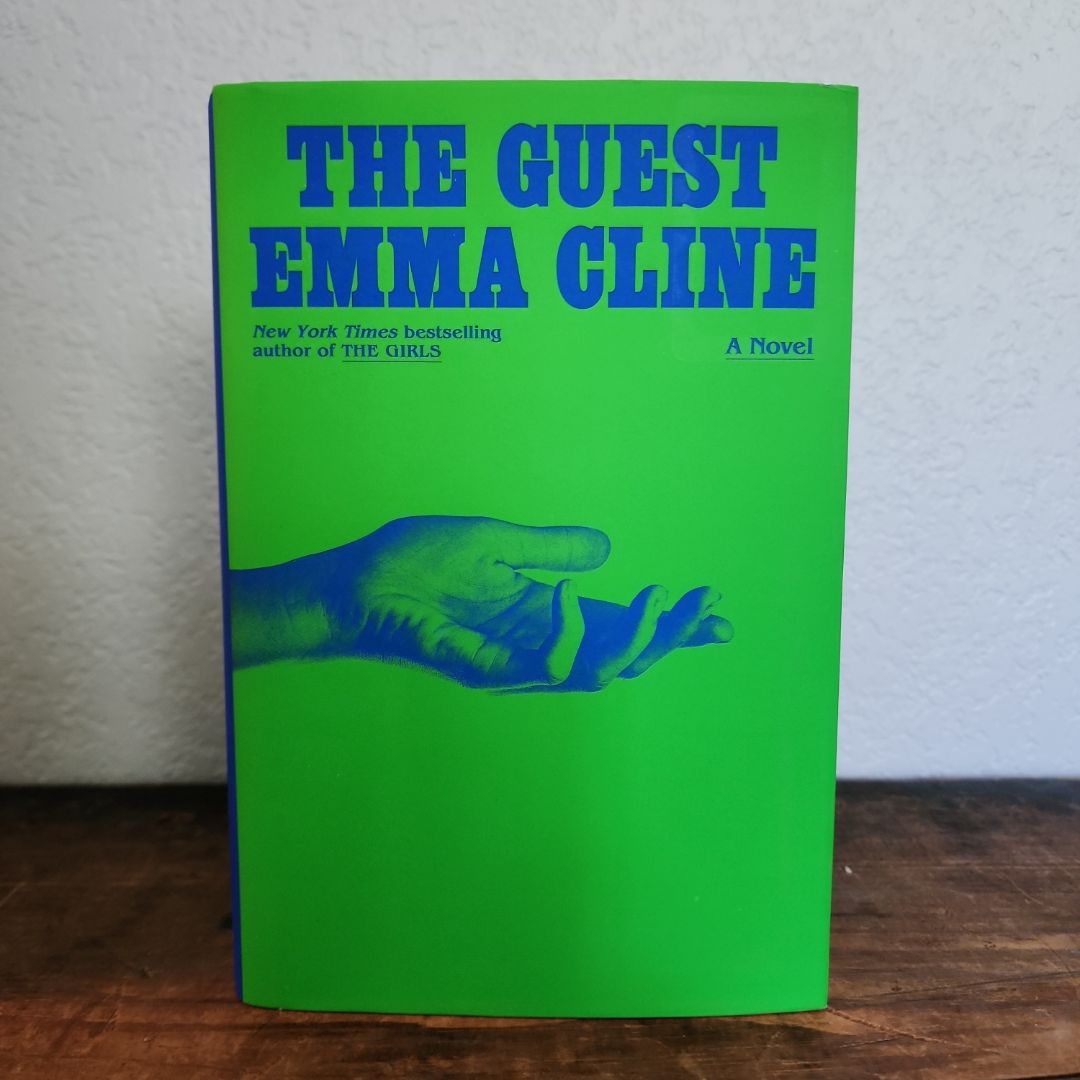 THE GUEST
EMMA CLINE
New York Times bestselling
author of THE GIRLS
A Novel